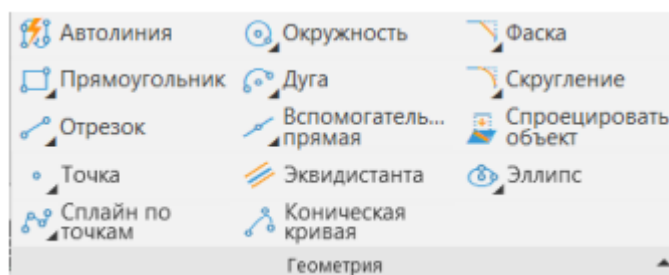 Автолиния
Окружность
Фаска
Прямоугольник
Дуга
Скругление
Отрезок
Вспомогатель...
прямая
Спроецировать
объект
Точка
Эквидистанта
Эллипс
Сплайн по
точкам
Коническая
кривая
Геометрия